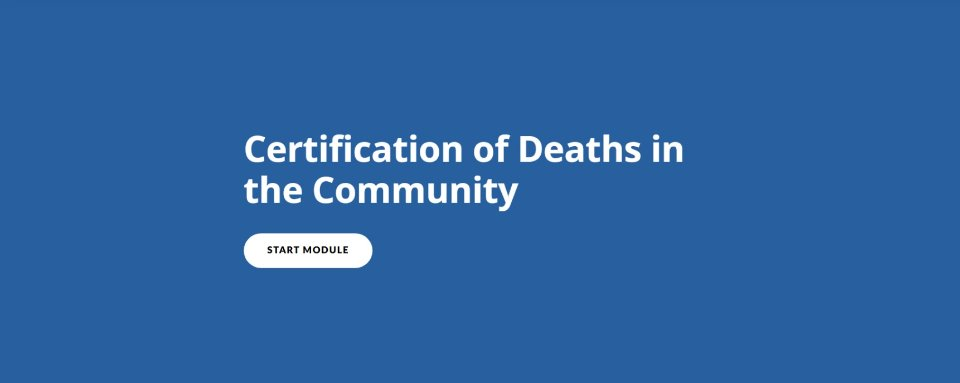 Certification of Deaths in
the Community
START MODULE